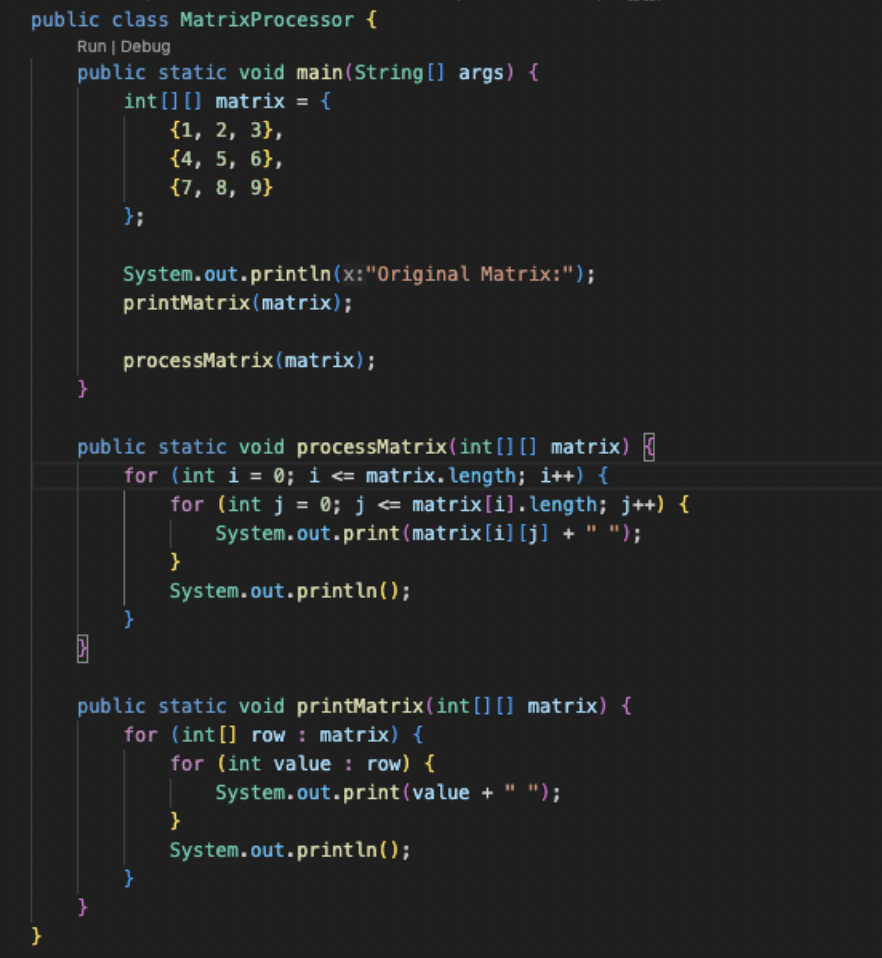 public class MatrixProcessor {
Run | Debug
public static void main(String[] args) {
int[][] matrix = {
{1, 2, 3},
{4, 5, 6},
{7, 8, 9}
};
System.out.println(x:"Original Matrix:");
printMatrix(matrix);
processMatrix(matrix);
}
public static void processMatrix(int[][] matrix) {
for (int i = 0; i <= matrix.length; i++) {
for (int j = 0; j <= matrix[i].length; j++) {
System.out.print(matrix[i][j] + " ");
}
System.out.println();
}
}
public static void printMatrix(int[][] matrix) {
for (int[] row : matrix) {
for (int value : row) {
System.out.print(value + " ");
}
System.out.println();
}
}
}